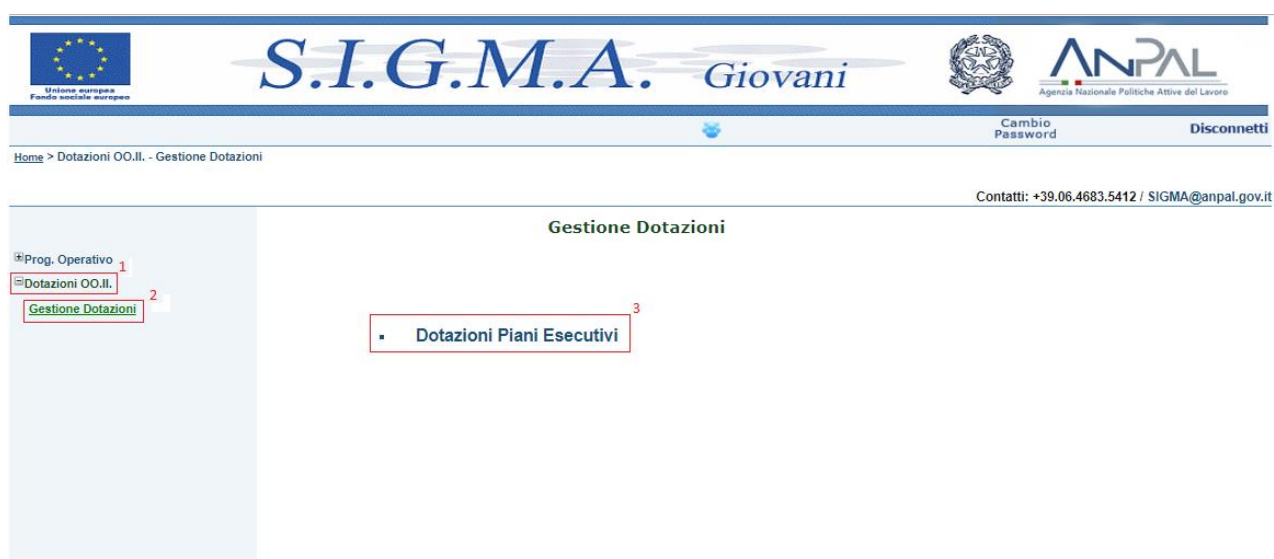 Unione europea
Fondo sociale europeo
S.I.G.M.A. Giovani
ANPAL
Agenzia Nazionale Politiche Attive del Lavoro
Cambio Password
Disconnetti
Home > Dotazioni OO.II. - Gestione Dotazioni
Contatti: +39.06.4683.5412 / SIGMA@anpal.gov.it
Gestione Dotazioni
Prog. Operativo
1
Dotazioni OO.II.
2
Gestione Dotazioni
3
▪ Dotazioni Piani Esecutivi